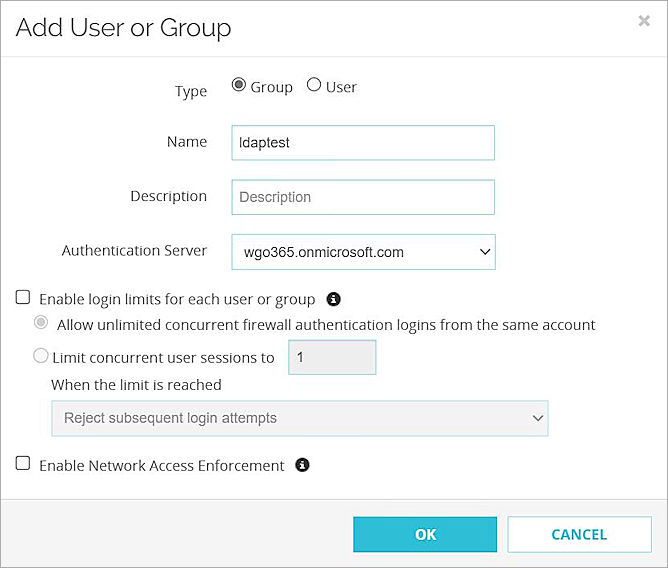 Add User or Group ×
Type Group User
Name ldaptest
Description Description
Authentication Server wgo365.onmicrosoft.com
Enable login limits for each user or group i
Allow unlimited concurrent firewall authentication logins from the same account
Limit concurrent user sessions to 1
When the limit is reached
Reject subsequent login attempts
Enable Network Access Enforcement i
OK CANCEL